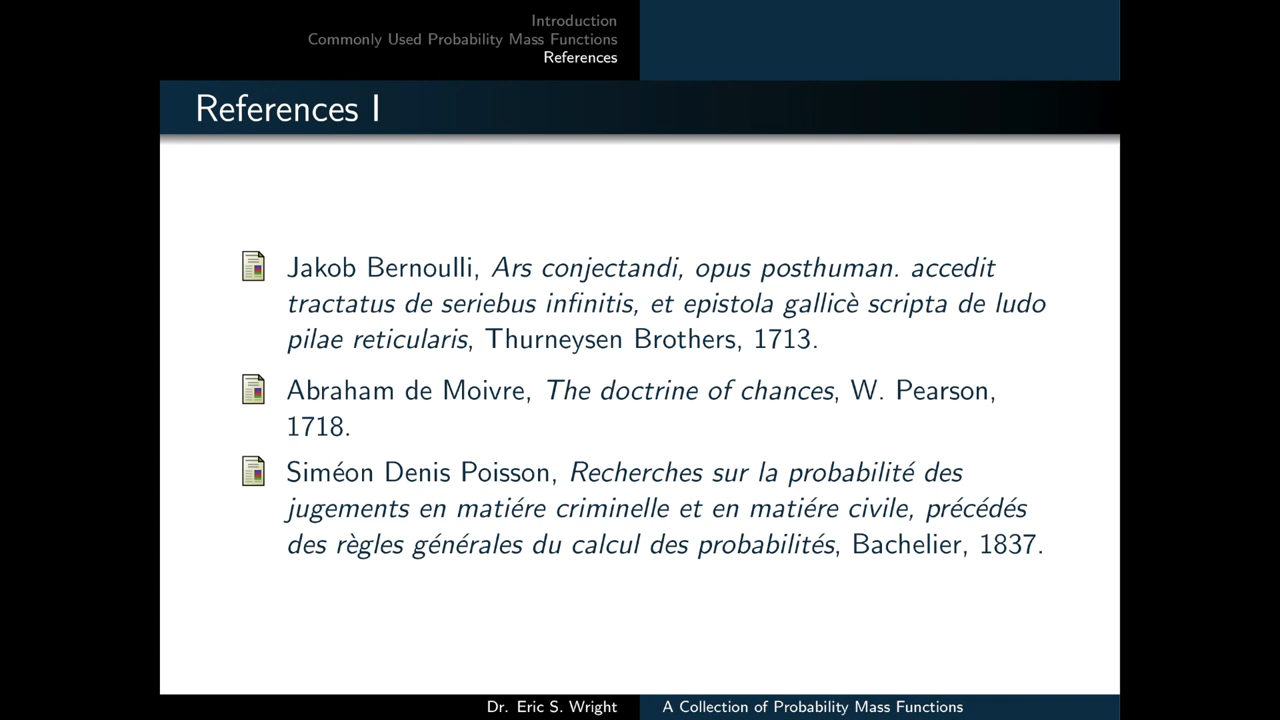 Introduction
Commonly Used Probability Mass Functions
References
References I
Jakob Bernoulli, Ars conjectandi, opus posthuman. accedit
tractatus de seriebus infinitis, et epistola gallicè scripta de ludo
pilae reticularis, Thurneysen Brothers, 1713.
Abraham de Moivre, The doctrine of chances, W. Pearson,
1718.
Siméon Denis Poisson, Recherches sur la probabilité des
jugements en matiére criminelle et en matiére civile, précédés
des règles générales du calcul des probabilités, Bachelier, 1837.
Dr. Eric S. Wright
A Collection of Probability Mass Functions